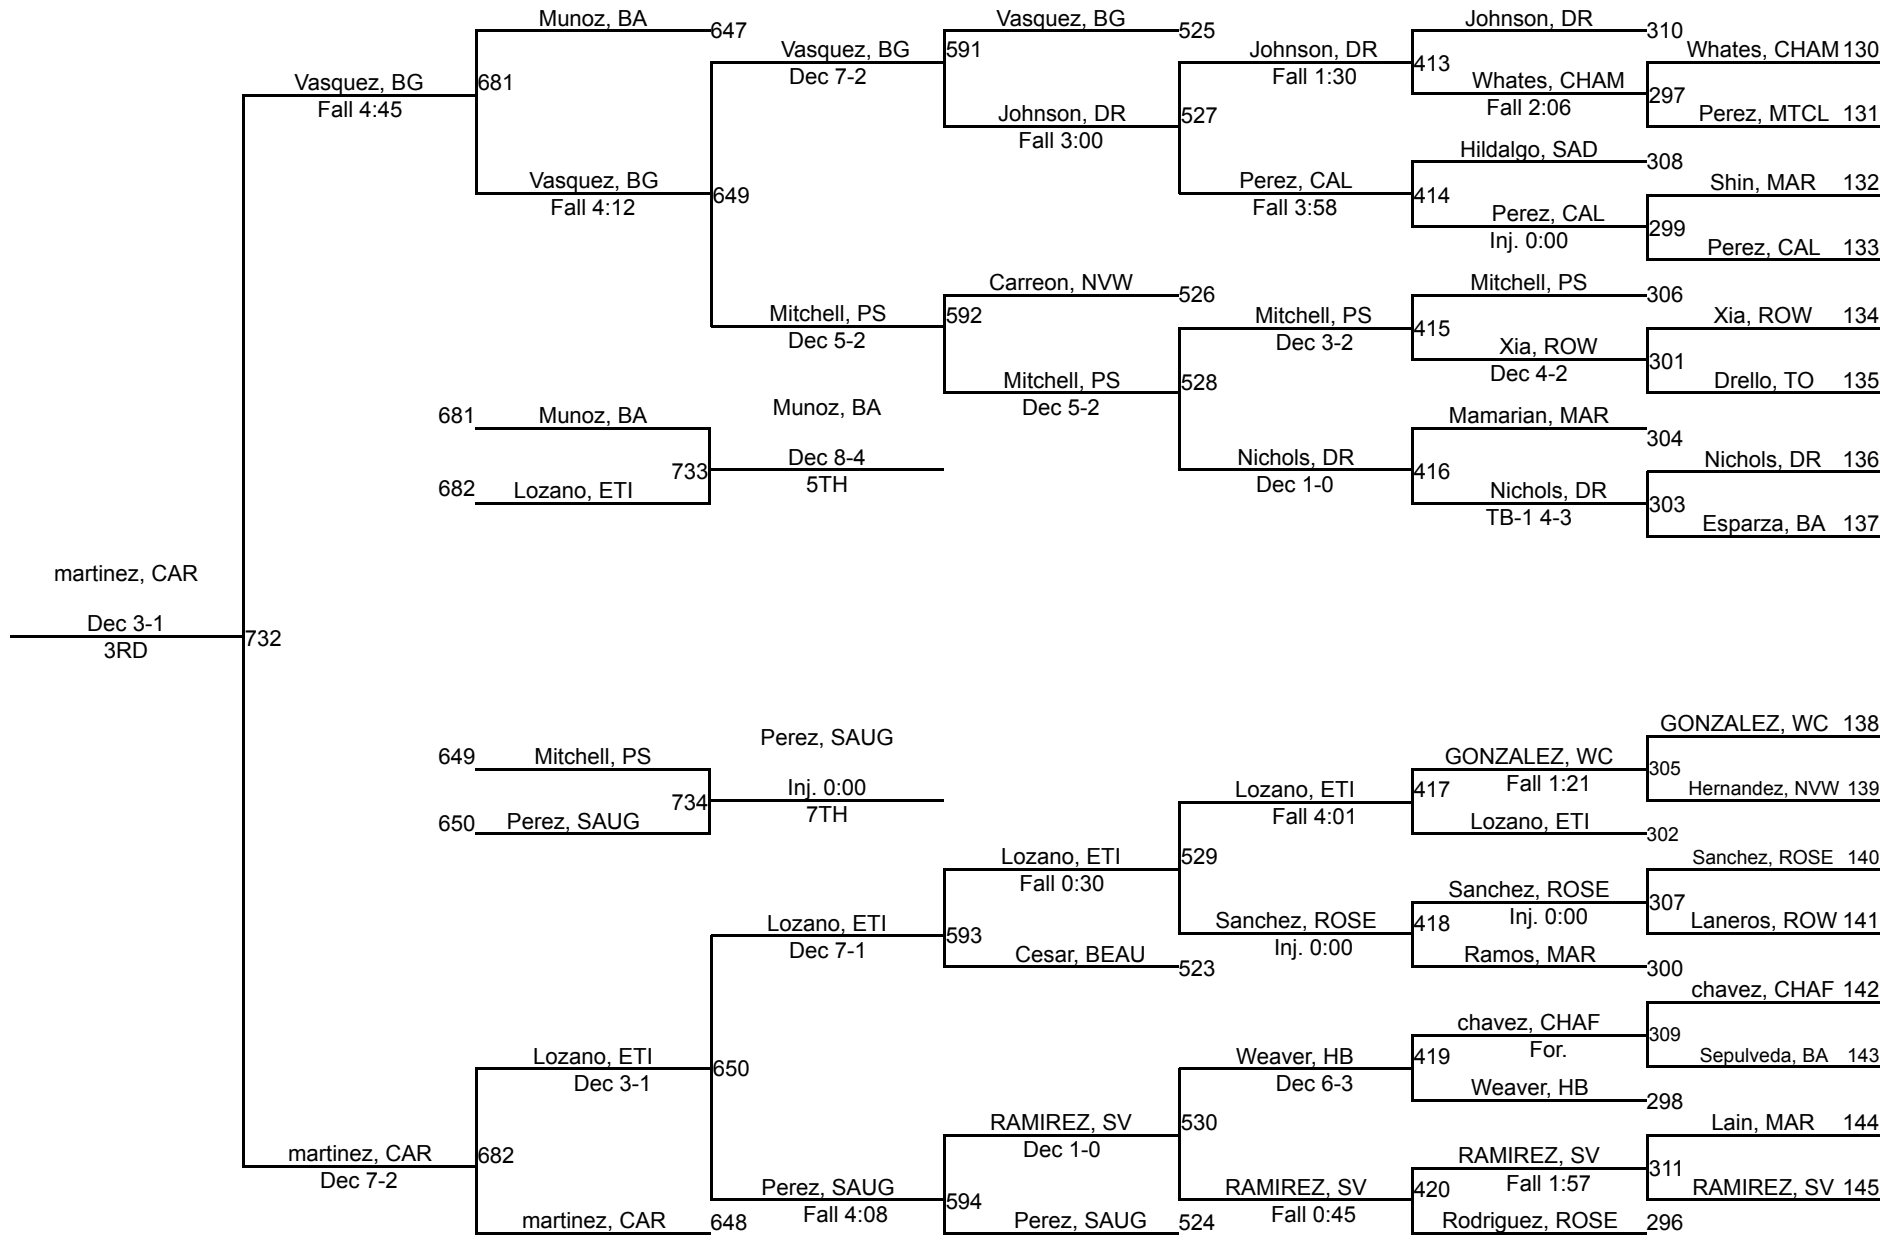 Munoz, BA
647
Vasquez, BG
525
Johnson, DR
310
Vasquez, BG
591
Dec 7-2
Johnson, DR
413
Fall 1:30
Whates, CHAM 130
Vasquez, BG
681
Fall 4:45
Whates, CHAM
297
Fall 2:06
Johnson, DR
527
Fall 3:00
Perez, MTCL 131
Hildalgo, SAD
308
Vasquez, BG
649
Fall 4:12
Perez, CAL
414
Fall 3:58
Shin, MAR 132
Perez, CAL
299
Inj. 0:00
Perez, CAL 133
Carreon, NVW
526
Mitchell, PS
306
Mitchell, PS
592
Dec 5-2
Mitchell, PS
415
Dec 3-2
Xia, ROW 134
Xia, ROW
301
Dec 4-2
Mitchell, PS
528
Dec 5-2
Drello, TO 135
681 Munoz, BA
Munoz, BA
Mamarian, MAR
304
733
Dec 8-4
5TH
Nichols, DR
416
Dec 1-0
Nichols, DR 136
682 Lozano, ETI
Nichols, DR
303
TB-1 4-3
Esparza, BA 137
martinez, CAR
Dec 3-1
732
3RD
GONZALEZ, WC 138
649 Mitchell, PS
Perez, SAUG
GONZALEZ, WC
305
Fall 1:21
734
Inj. 0:00
7TH
Lozano, ETI
417
Fall 4:01
Hernandez, NVW 139
650 Perez, SAUG
Lozano, ETI
302
Lozano, ETI
529
Fall 0:30
Sanchez, ROSE 140
Sanchez, ROSE
307
Inj. 0:00
Lozano, ETI
593
Dec 7-1
Sanchez, ROSE
418
Inj. 0:00
Laneros, ROW 141
Cesar, BEAU
523
Ramos, MAR
300
chavez, CHAF 142
chavez, CHAF
309
For.
Lozano, ETI
650
Dec 3-1
Weaver, HB
419
Dec 6-3
Sepulveda, BA 143
Weaver, HB
298
RAMIREZ, SV
530
Dec 1-0
Lain, MAR 144
martinez, CAR
682
Dec 7-2
RAMIREZ, SV
311
Fall 1:57
Perez, SAUG
594
Fall 4:08
RAMIREZ, SV
420
Fall 0:45
RAMIREZ, SV 145
martinez, CAR
648
Perez, SAUG
524
Rodriguez, ROSE
296